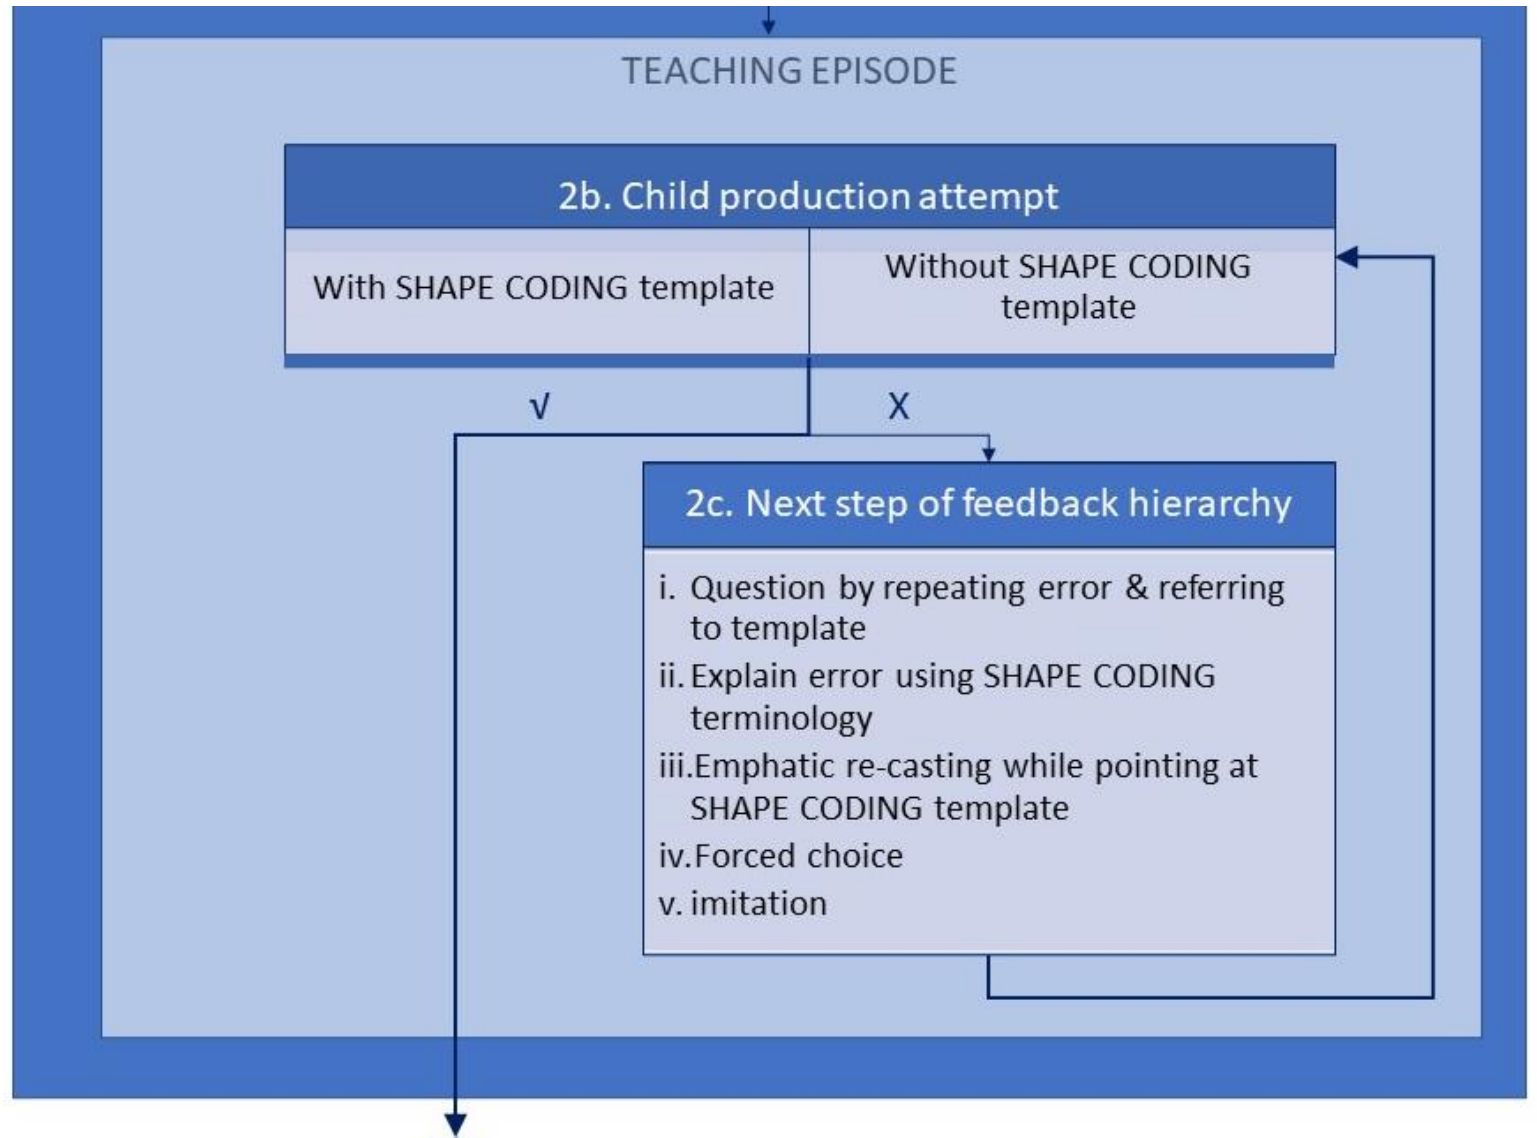 TEACHING EPISODE
2b. Child production attempt
With SHAPE CODING template
Without SHAPE CODING
template
√
X
2c. Next step of feedback hierarchy
i. Question by repeating error & referring
to template
ii. Explain error using SHAPE CODING
terminology
iii.Emphatic re-casting while pointing at
SHAPE CODING template
iv.Forced choice
v. imitation